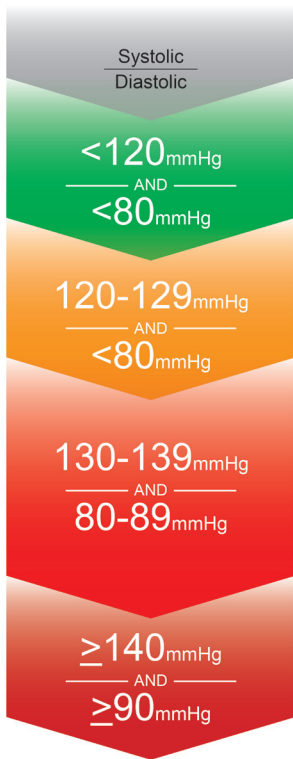 Systolic
Diastolic
<120mmHg
AND
<80mmHg
120-129mmHg
AND
<80mmHg
130-139mmHg
AND
80-89mmHg
≥140mmHg
AND
≥90mmHg